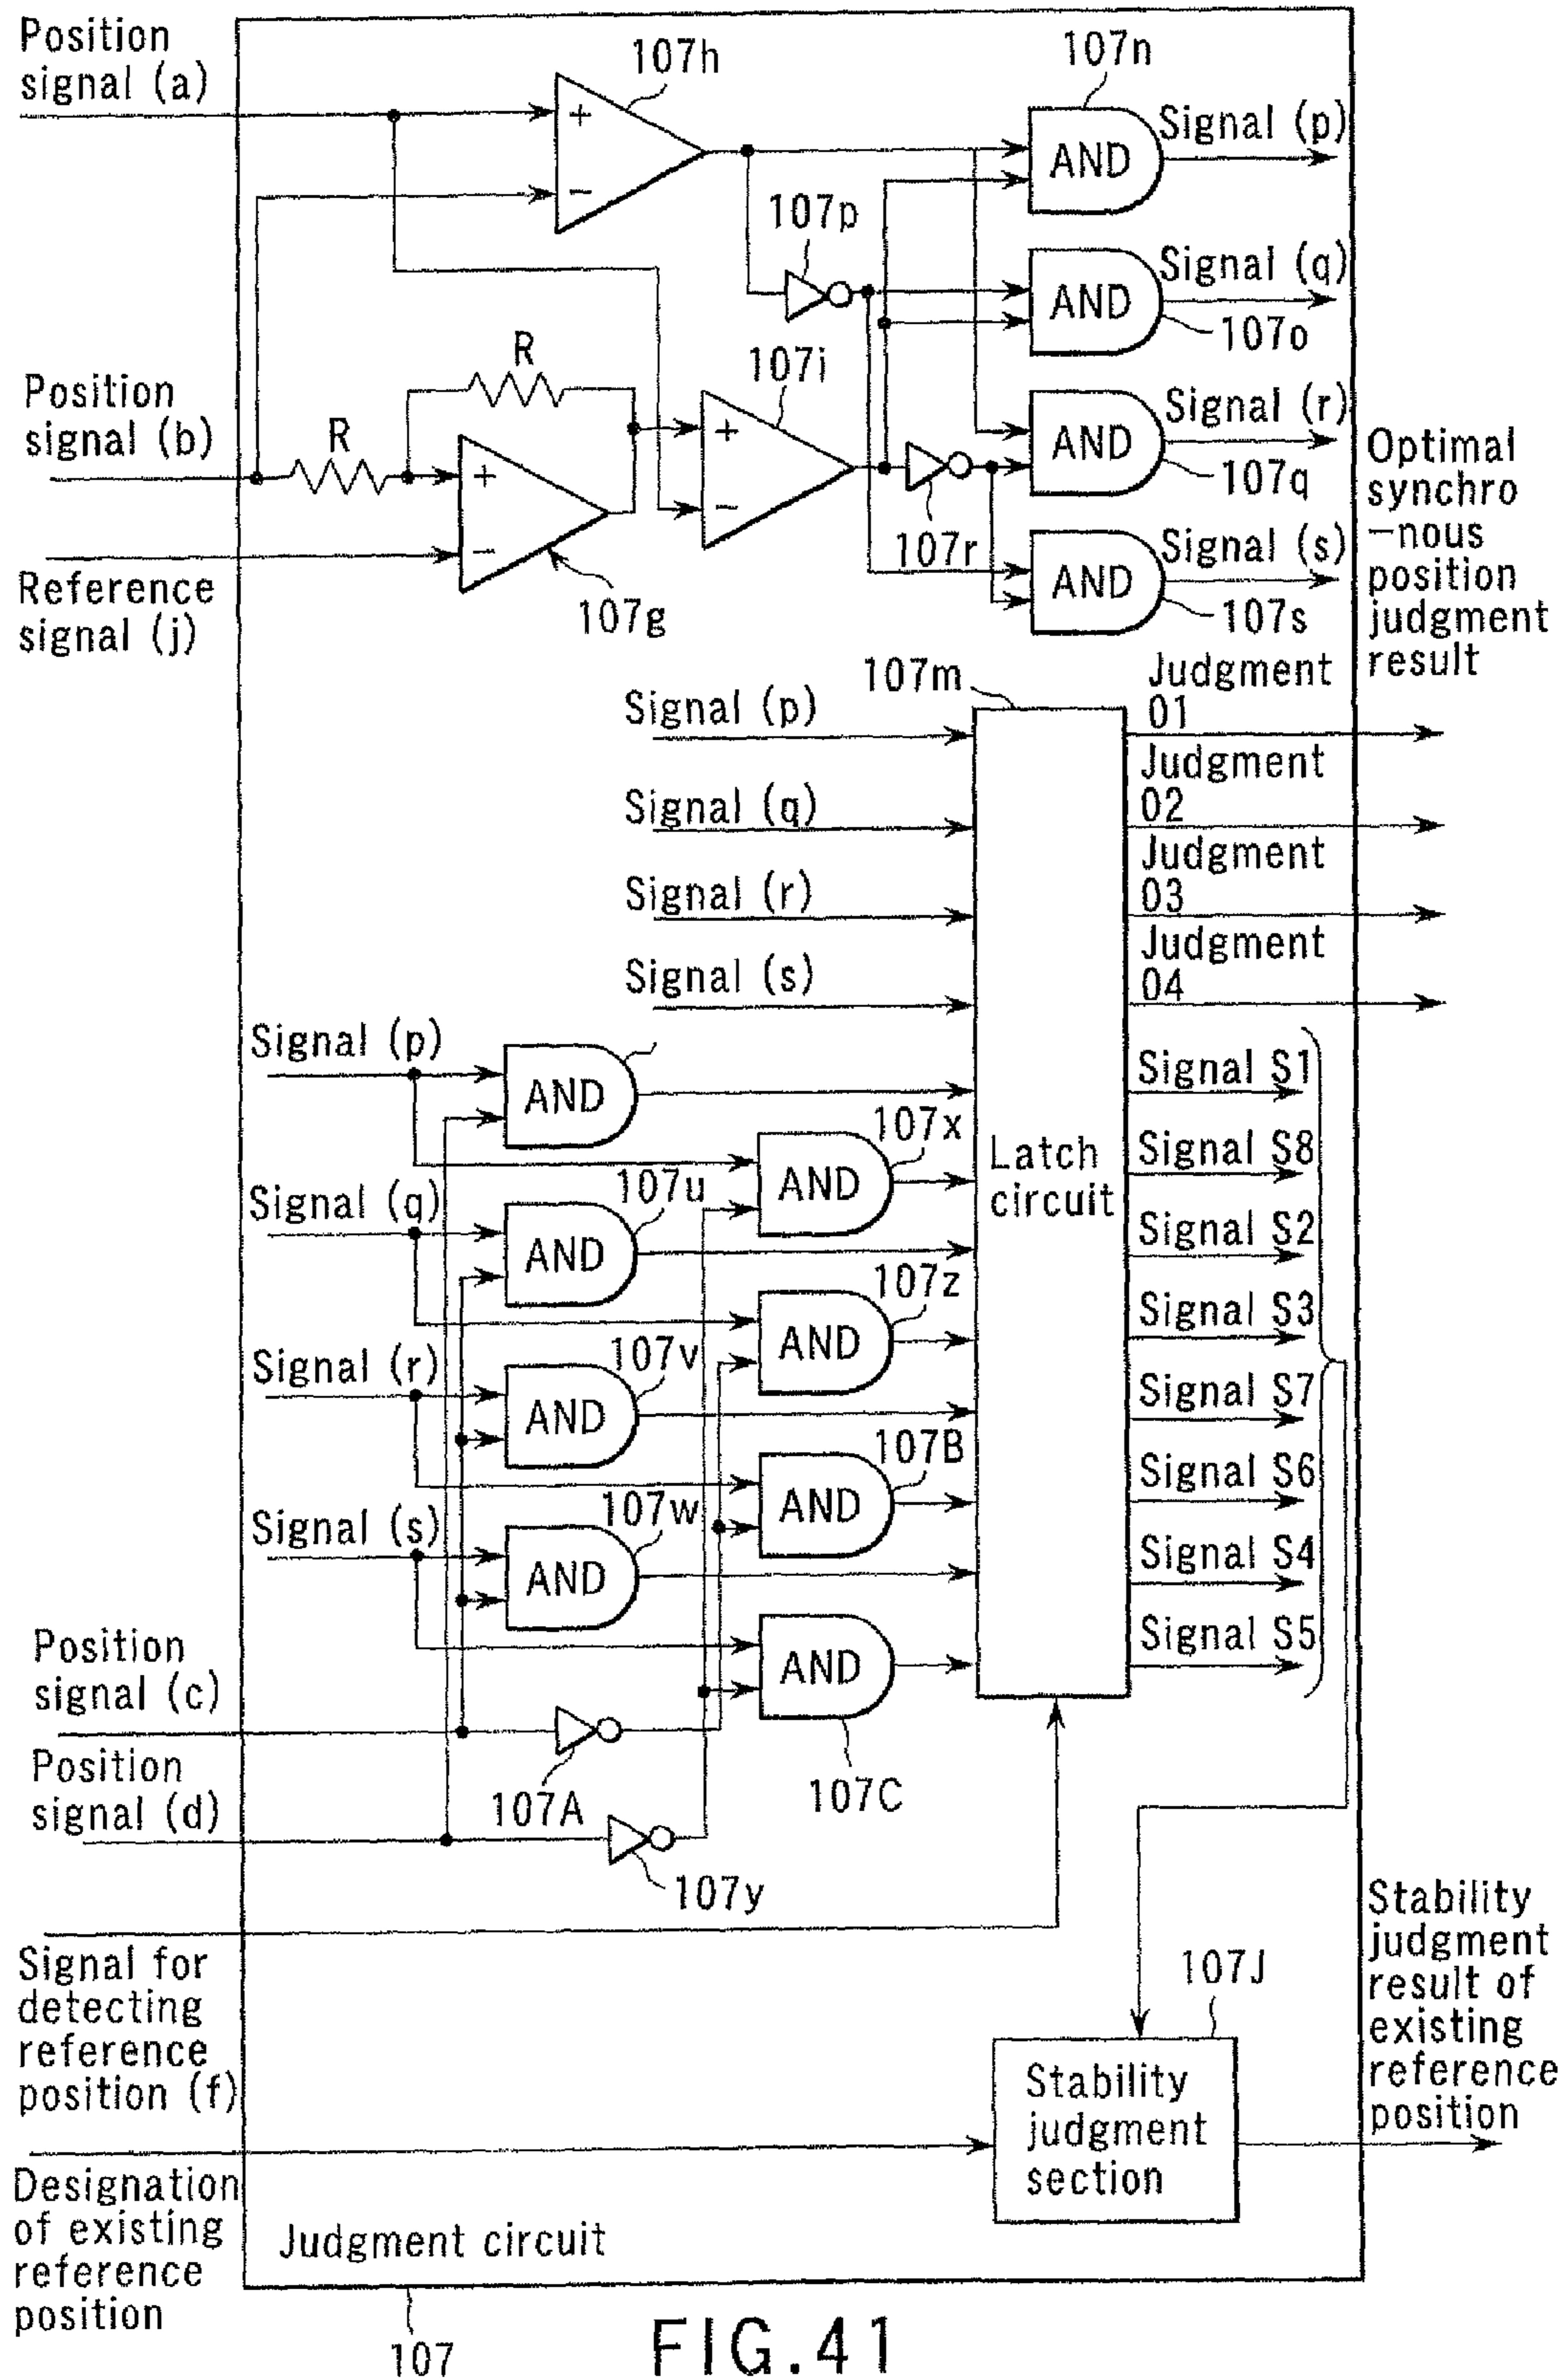 Position
signal (a)
107h
107n
+
−
AND
Signal (p)
107p
AND
Signal (q)
107o
R
107i
Position
signal (b)
R
+
−
+
−
107r
107g
AND
Signal (r)
107q
AND
Signal (s)
107s
Reference
signal (j)
Optimal
synchro
-nous
position
judgment
result
107m
Judgment
01
Judgment
02
Judgment
03
Judgment
04
Signal (p)
Signal (q)
Signal (r)
Signal (s)
Latch
circuit
Signal (p)
AND
107x
AND
Signal (q)
107u
AND
107z
AND
Signal (r)
107v
AND
107B
AND
Signal (s)
107w
AND
AND
107C
Signal S1
Signal S8
Signal S2
Signal S3
Signal S7
Signal S6
Signal S4
Signal S5
Position
signal (c)
107A
Position
signal (d)
107y
Signal for
detecting
reference
position (f)
107J
Stability
judgment
section
Stability
judgment
result of
existing
reference
position
Designation
of existing
reference
position
Judgment circuit
107
FIG.41